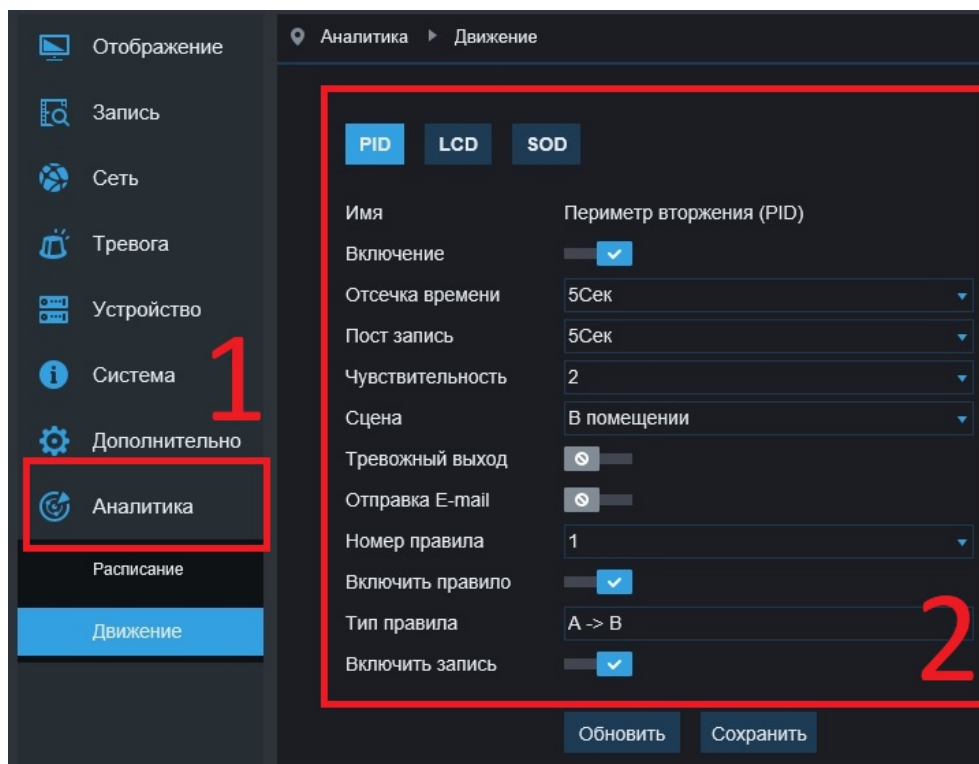 Отображение
Запись
Сеть
Тревога
Устройство
Система
Дополнительно
Аналитика
Расписание
Движение
1
Аналитика Движение
PID LCD SOD
Имя Периметр вторжения (PID)
Включение
Отсечка времени 5Сек
Пост запись 5Сек
Чувствительность 2
Сцена В помещении
Тревожный выход
Отправка E-mail
Номер правила 1
Включить правило
Тип правила A -> B
Включить запись
2
Обновить Сохранить